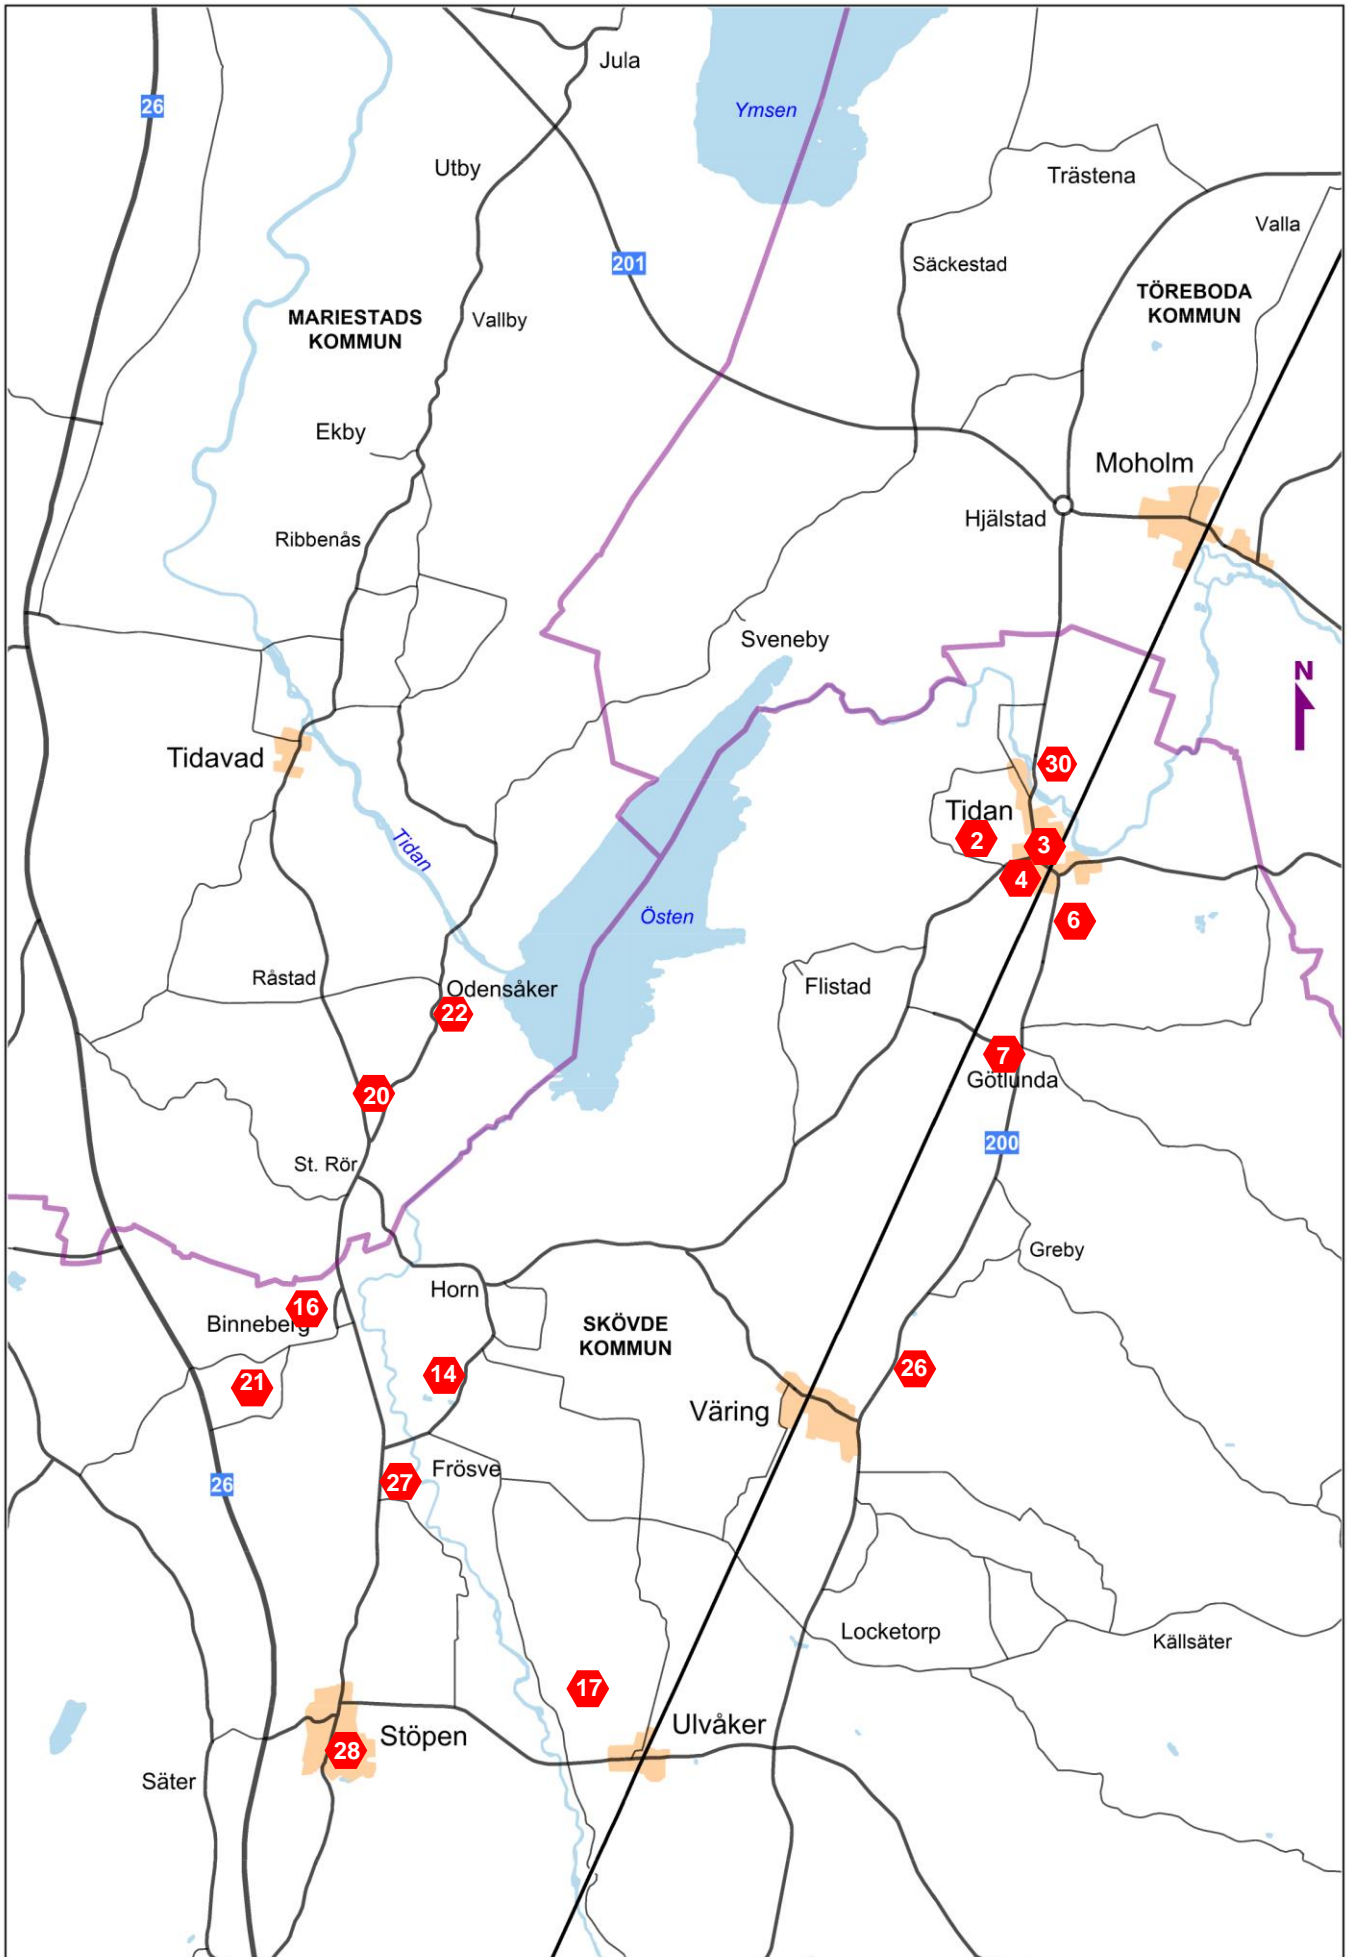 Jula
26
Ymsen
Utby
Trästena
Valla
201
Säckestad
TÖREBODA
KOMMUN
MARIESTADS
KOMMUN
Vallby
Ekby
Moholm
Hjälstad
Ribbenås
Sveneby
N
Tidavad
30
Tidan
2
3
Tidan
4
Östen
6
Råstad
Odensåker
Flistad
22
7
Götlunda
20
200
St. Rör
Greby
Horn
16
Binneberg
SKÖVDE
KOMMUN
14
26
21
Väring
Frösve
27
26
Locketorp
Källsäter
17
Ulvåker
Stöpen
28
Säter